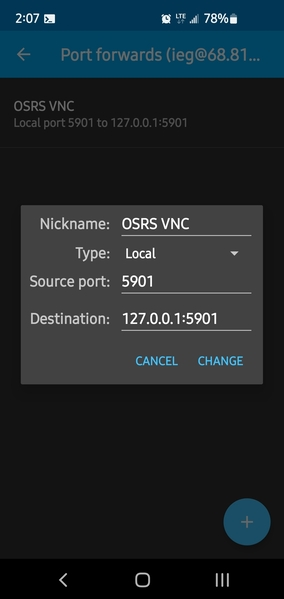 2:07
LTE
78%
Port forwards (ieg@68.81...
OSRS VNC
Local port 5901 to 127.0.0.1:5901
Nickname: OSRS VNC
Type: Local
Source port: 5901
Destination: 127.0.0.1:5901
CANCEL CHANGE